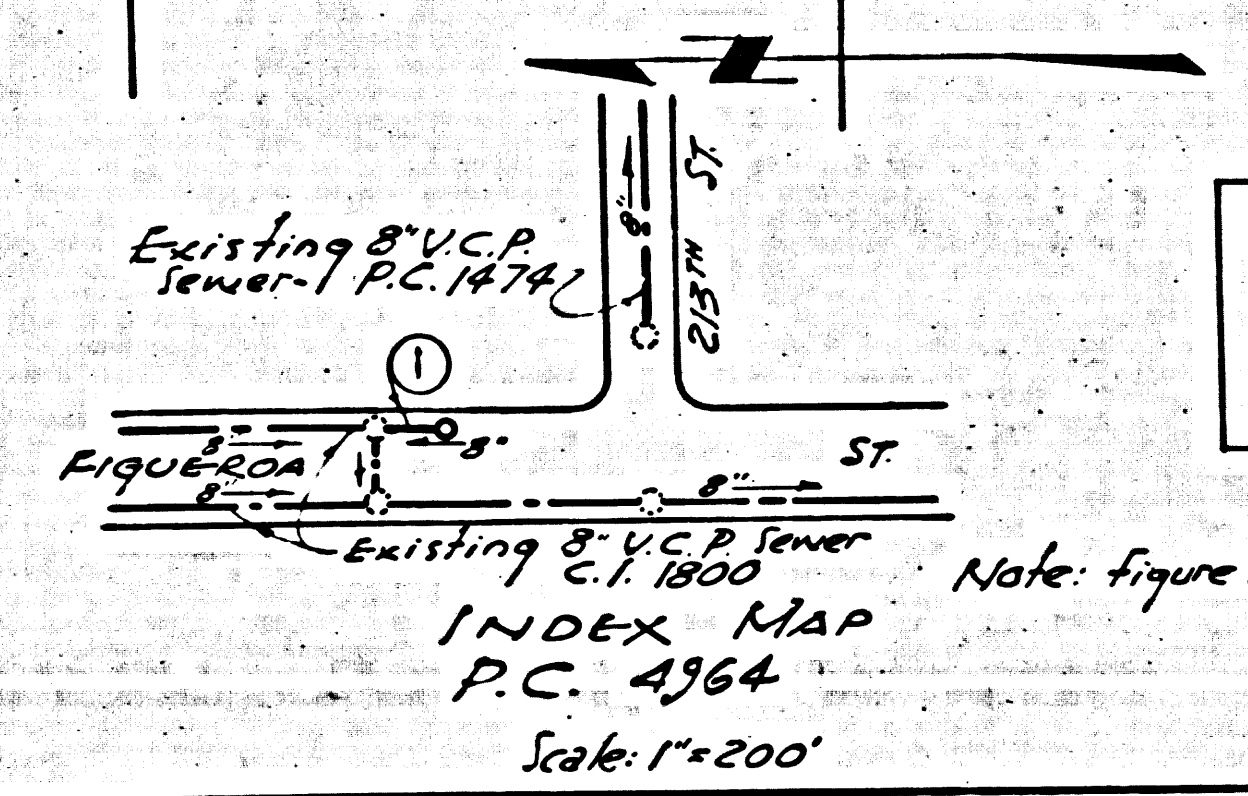 8"
ST.
213TH
Existing 8" V.C.P.
Sewer - P.C. 1474
1
8"
8"
FIGUEROA
ST.
8"
8"
Existing 8" V.C.P. Sewer
C.I. 1800
Note: figure
INDEX MAP
P.C. 4964
Scale: 1"=200'